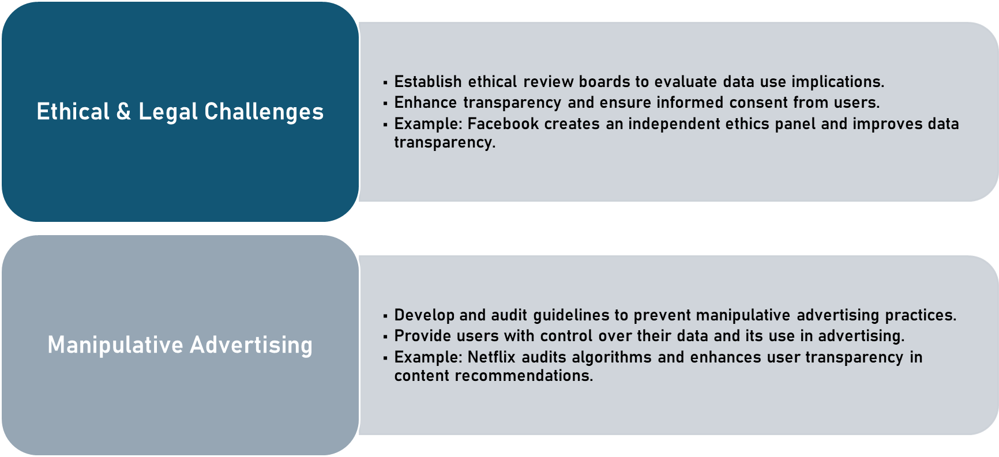 Ethical & Legal Challenges
▪ Establish ethical review boards to evaluate data use implications.
▪ Enhance transparency and ensure informed consent from users.
▪ Example: Facebook creates an independent ethics panel and improves data
transparency.
Manipulative Advertising
▪ Develop and audit guidelines to prevent manipulative advertising practices.
▪ Provide users with control over their data and its use in advertising.
▪ Example: Netflix audits algorithms and enhances user transparency in
content recommendations.